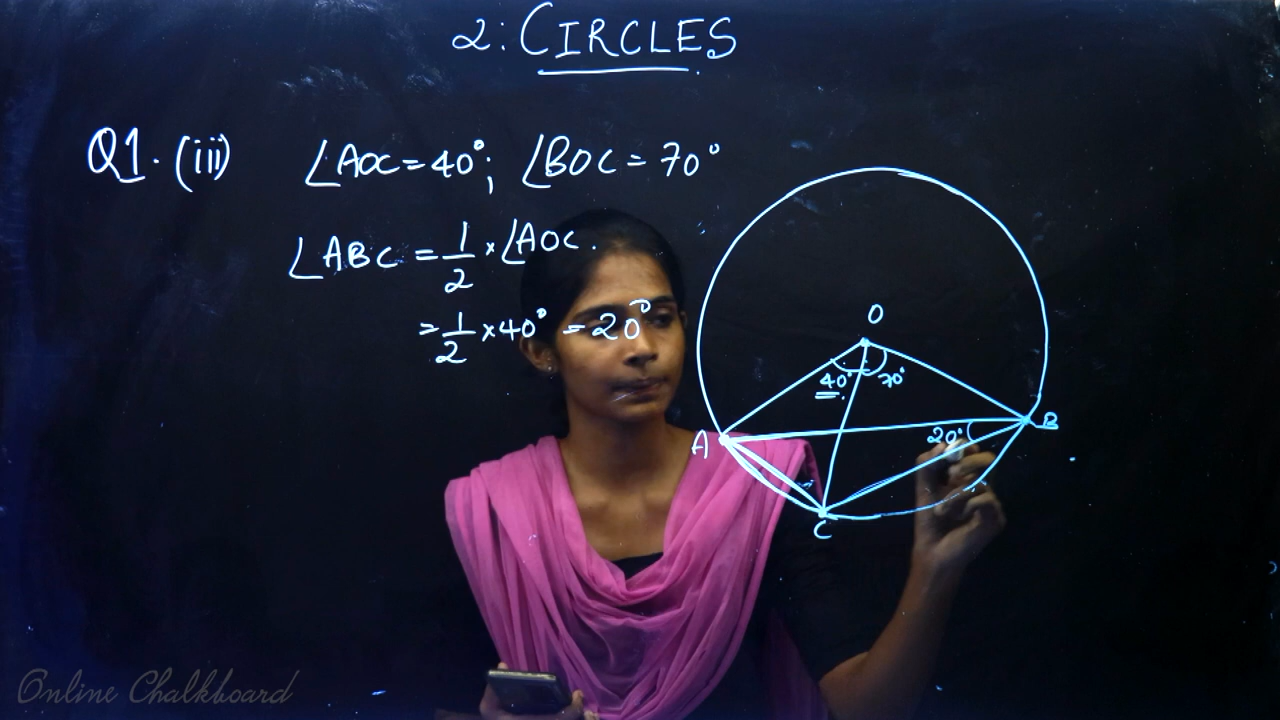 2: CIRCLES
Q1. (iii) ∠AOC = 40°; ∠BOC = 70°
∠ABC = 1/2 × ∠AOC.
= 1/2 × 40° = 20°
O
40° 70°
A 20° B
C
Online Chalkboard